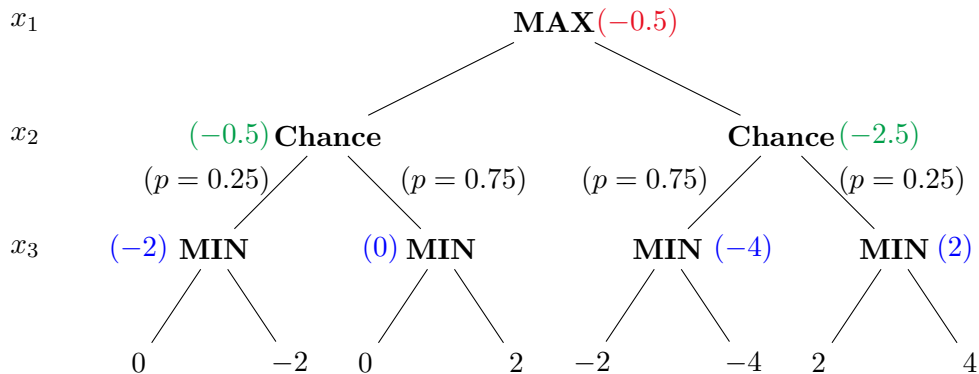 x₁ MAX(−0.5)
x₂ (−0.5) Chance Chance(−2.5)
(p = 0.25) (p = 0.75) (p = 0.75) (p = 0.25)
x₃ (−2) MIN (0) MIN MIN (−4) MIN (2)
0 −2 0 2 −2 −4 2 4